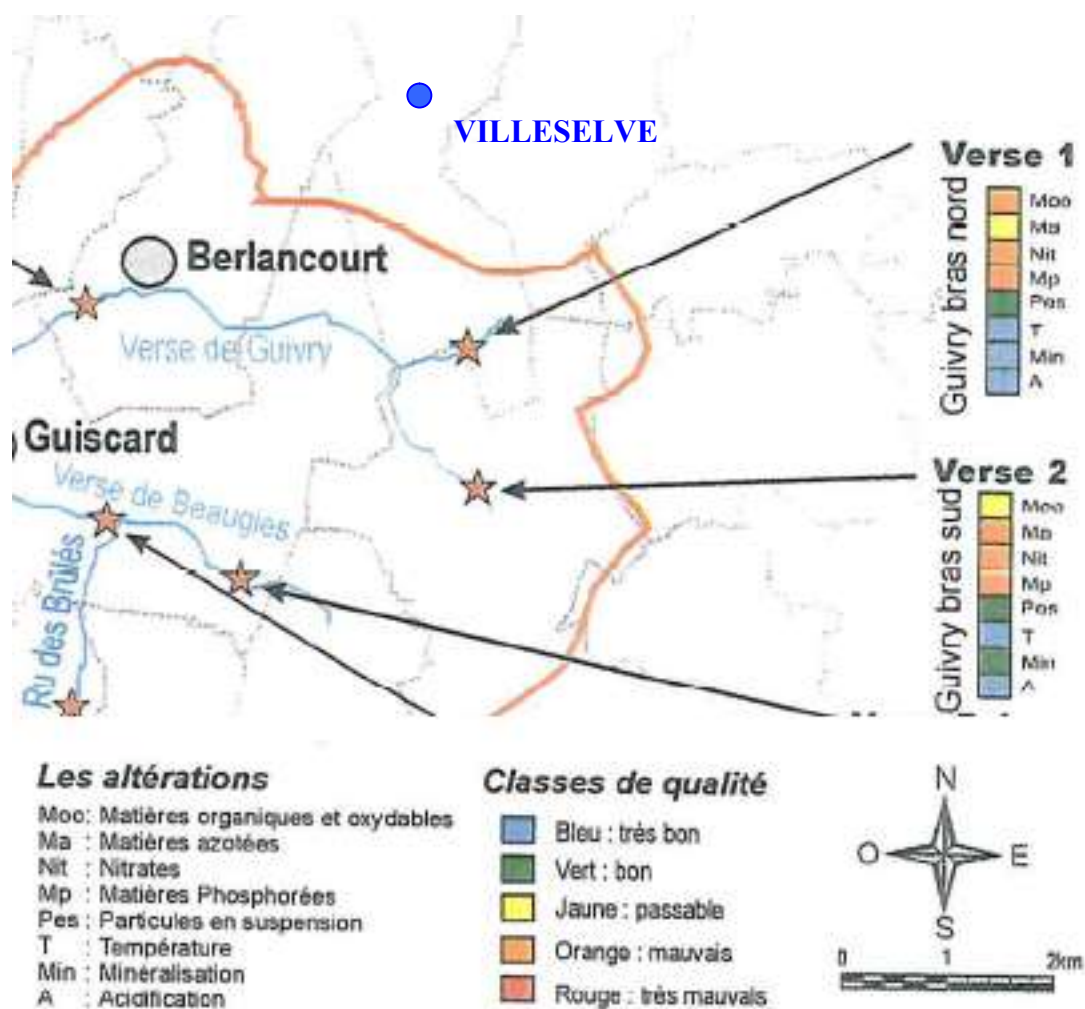 VILLESELVE
Berlancourt
Verse de Guivry
Guiscard
Verse de Beaugies
Ru des Brûlés
Verse 1
Guivry bras nord
Moo
Ma
Nit
Mp
Pes
T
Min
A
Verse 2
Guivry bras sud
Moo
Ma
Nit
Mp
Pes
T
Min
A
Les altérations
Moo: Matières organiques et oxydables
Ma : Matières azotées
Nit : Nitrates
Mp : Matières Phosphorées
Pes : Particules en suspension
T : Température
Min : Minéralisation
A : Acidification
Classes de qualité
Bleu : très bon
Vert : bon
Jaune : passable
Orange : mauvais
Rouge : très mauvais
N
O E
S
0 1 2km